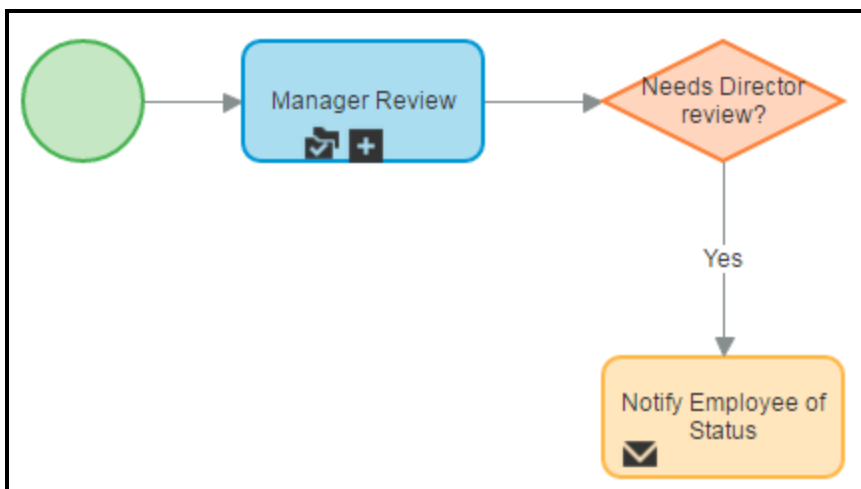 Manager Review
Needs Director
review?
Yes
Notify Employee of
Status